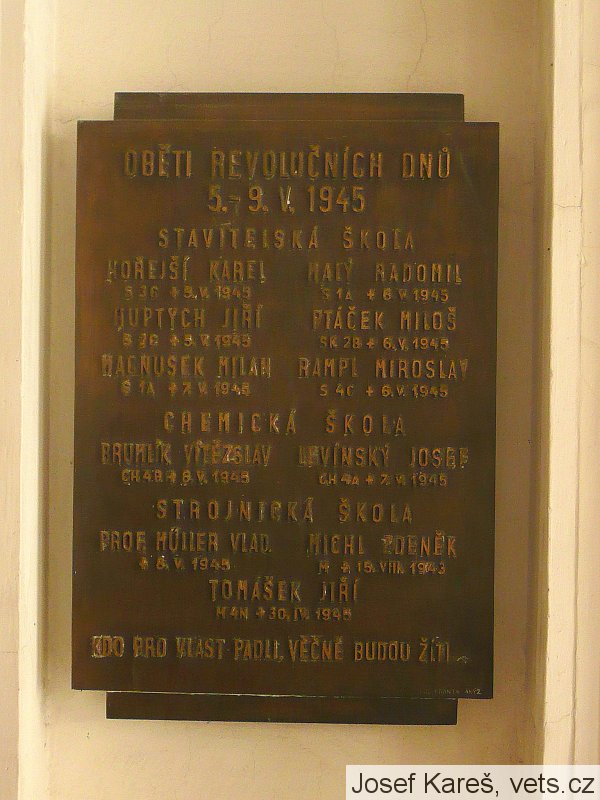 OBĚTI REVOLUČNÍCH DNŮ
5.-9. V. 1945
STAVITELSKÁ ŠKOLA
HOŘEJŠÍ KAREL MALÝ RADOMIL
S 3C + 5. V. 1945 S 1A + 6. V. 1945
HUPTYCH JIŘÍ PTÁČEK MILOŠ
+ 5. V. 1945 SK 2B + 6. V. 1945
MAGNUSEK MILAN RAMPL MIROSLAV
S 1A + 7. V. 1945 S 4C + 6. V. 1945
CHEMICKÁ ŠKOLA
BRUMLÍK VÍTĚZSLAV LEVÍNSKÝ JOSEF
CH 4B + 8. V. 1945 CH 4A + 7. V. 1945
STROJNICKÁ ŠKOLA
PROF. MÜLLER VLAD. MICHL ZDENĚK
+ 8. V. 1945 M + 15. VIII. 1943
TOMÁŠEK JIŘÍ
M 4N + 30. IV. 1945
KDO PRO VLAST PADLI, VĚČNĚ BUDOU ŽÍTI
Josef Kareš, vets.cz